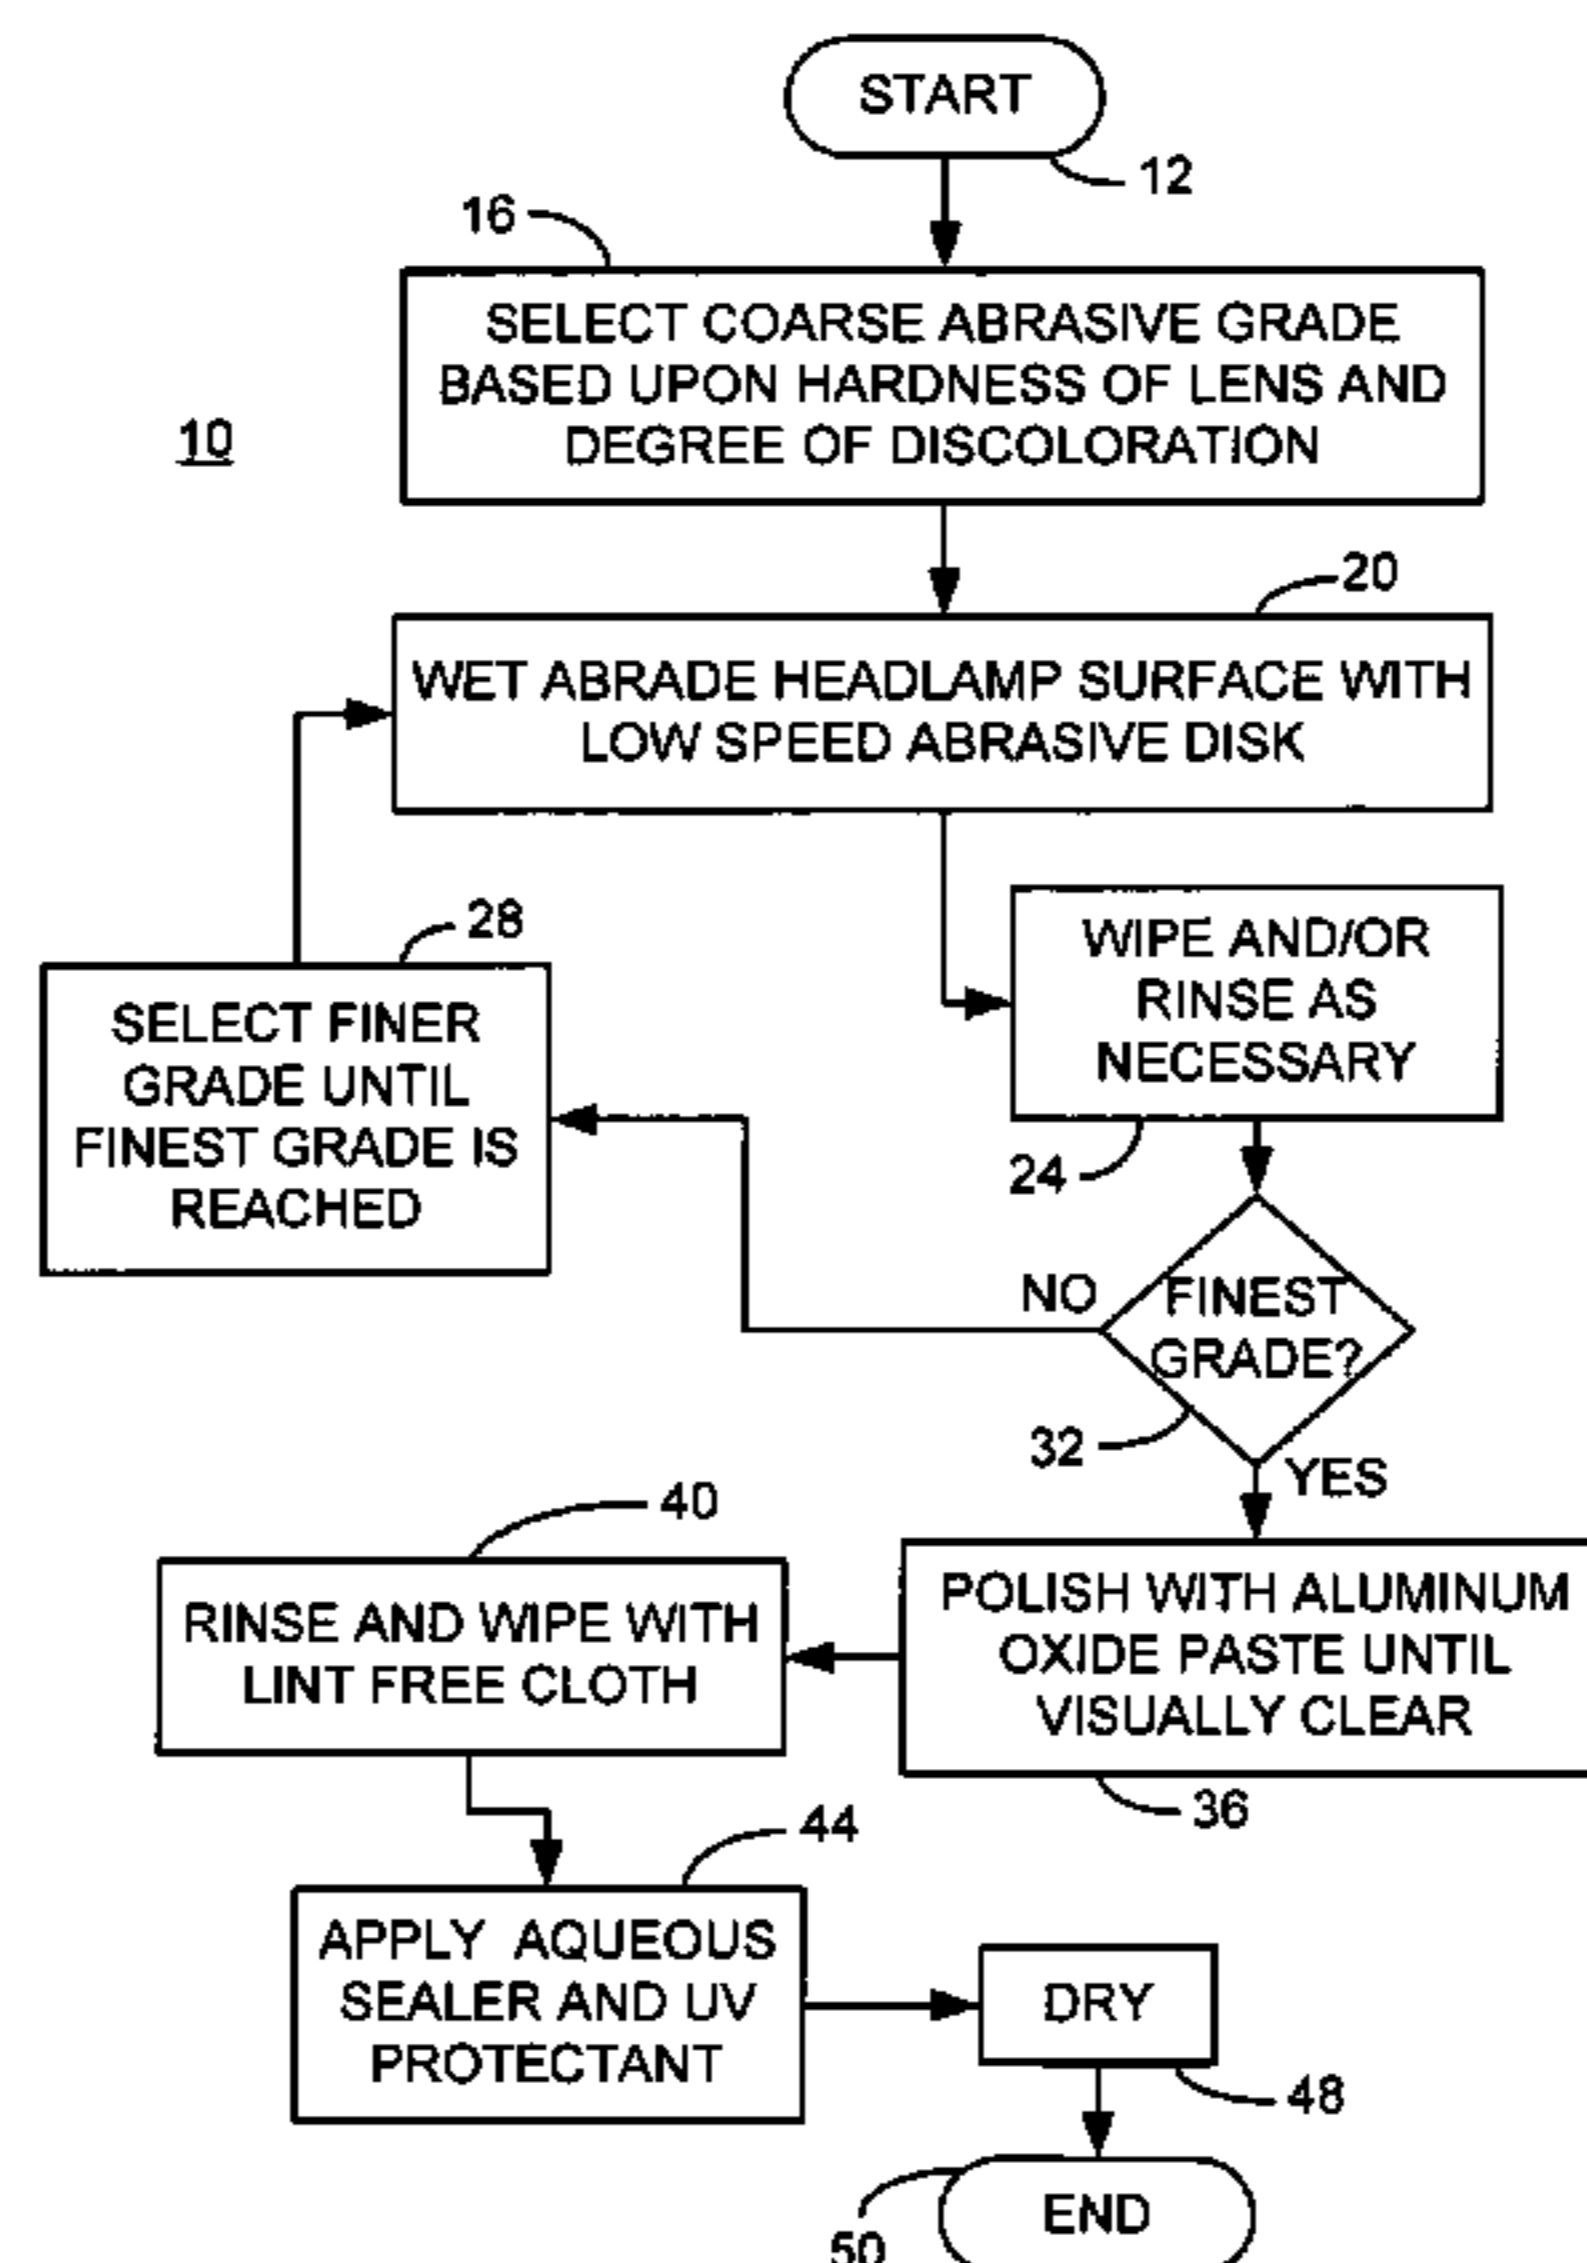 START
12
16
SELECT COARSE ABRASIVE GRADE
BASED UPON HARDNESS OF LENS AND
DEGREE OF DISCOLORATION
10
20
WET ABRADE HEADLAMP SURFACE WITH
LOW SPEED ABRASIVE DISK
28
WIPE AND/OR
RINSE AS
NECESSARY
24
SELECT FINER
GRADE UNTIL
FINEST GRADE IS
REACHED
NO
FINEST
GRADE?
32
YES
40
POLISH WITH ALUMINUM
OXIDE PASTE UNTIL
VISUALLY CLEAR
36
RINSE AND WIPE WITH
LINT FREE CLOTH
44
APPLY AQUEOUS
SEALER AND UV
PROTECTANT
DRY
48
END
50